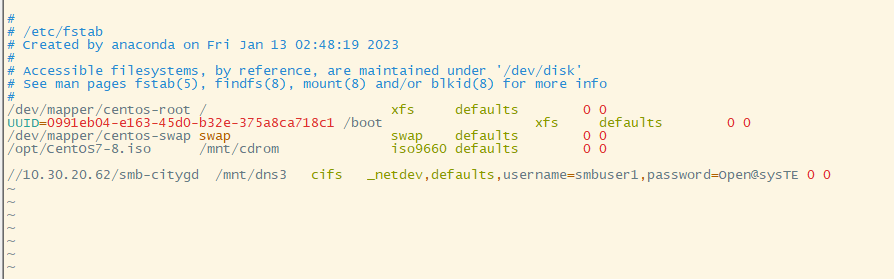 #
# /etc/fstab
# Created by anaconda on Fri Jan 13 02:48:19 2023
#
# Accessible filesystems, by reference, are maintained under '/dev/disk'
# See man pages fstab(5), findfs(8), mount(8) and/or blkid(8) for more info
#
/dev/mapper/centos-root / xfs defaults 0 0
UUID=0991eb04-e163-45d0-b32e-375a8ca718c1 /boot xfs defaults 0 0
/dev/mapper/centos-swap swap swap defaults 0 0
/opt/CentOS7-8.iso /mnt/cdrom iso9660 defaults 0 0
//10.30.20.62/smb-citygd /mnt/dns3 cifs _netdev,defaults,username=smbuser1,password=Open@sysTE 0 0
~
~
~
~
~
~
~